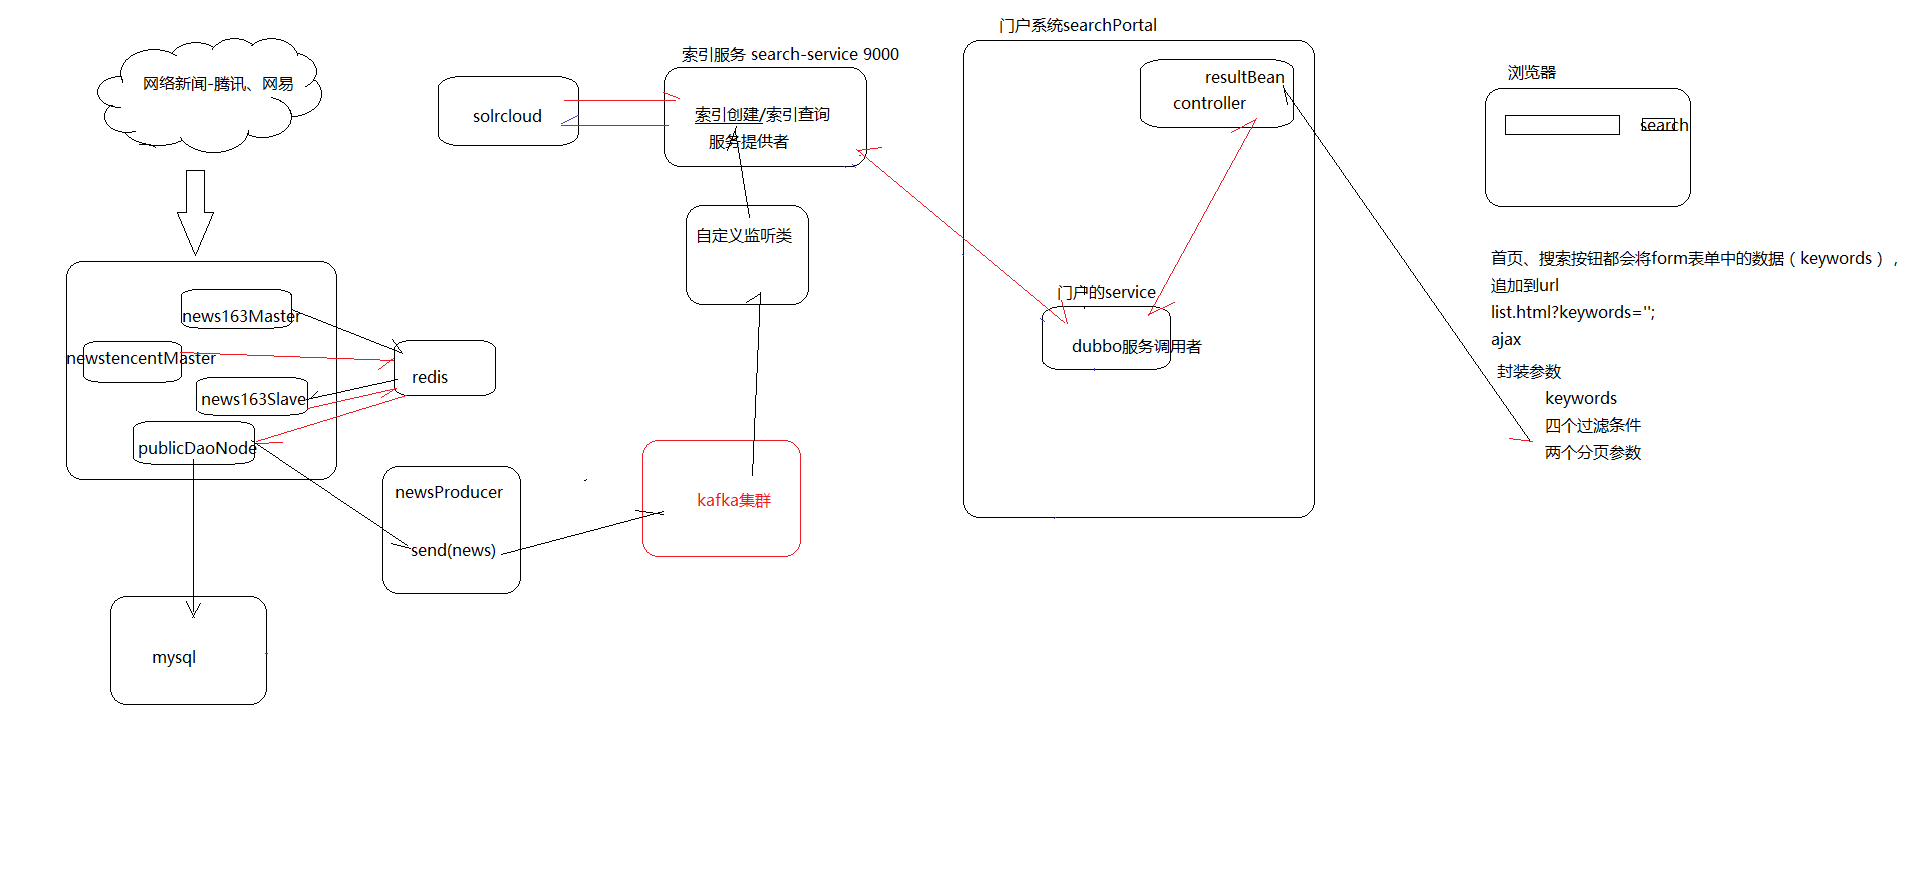 门户系统searchPortal
索引服务 search-service 9000
网络新闻-腾讯、网易
solrcloud
索引创建/索引查询
服务提供者
resultBean
controller
浏览器
search
自定义监听类
首页、搜索按钮都会将form表单中的数据（keywords），
追加到url
list.html?keywords='';
ajax
封装参数
keywords
四个过滤条件
两个分页参数
门户的service
dubbo服务调用者
news163Master
newstencentMaster
redis
news163Slave
publicDaoNode
newsProducer
send(news)
kafka集群
mysql